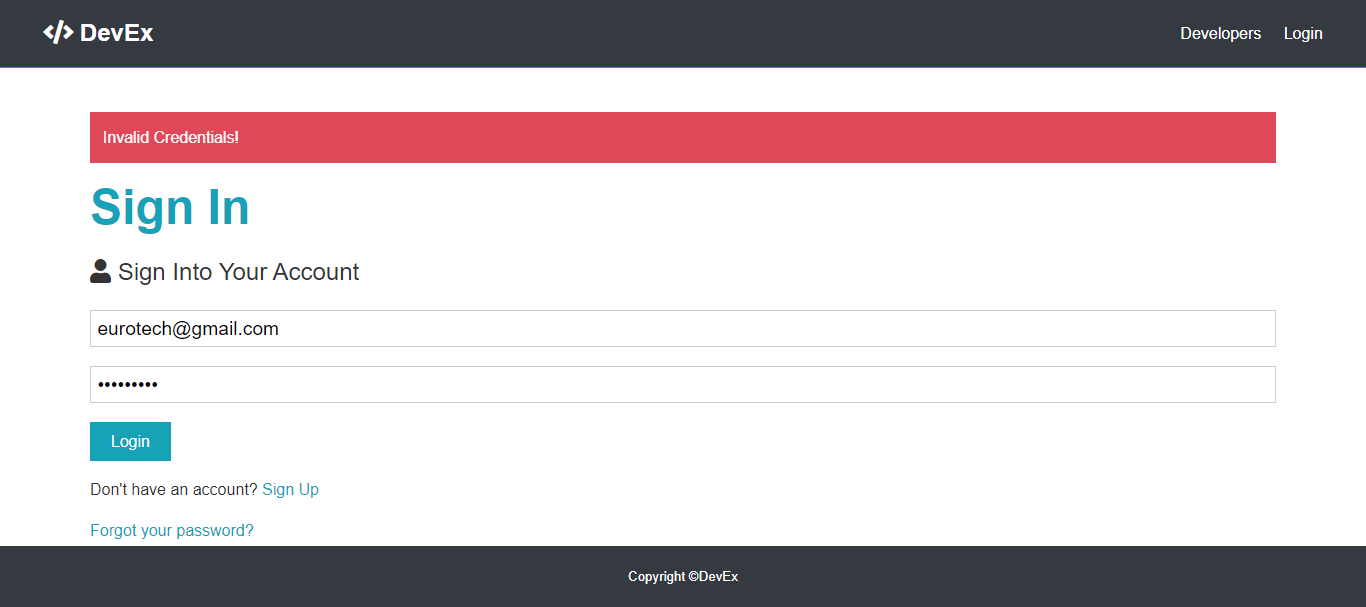 DevEx
Developers Login
Invalid Credentials!
Sign In
Sign Into Your Account
eurotech@gmail.com
•••••••••
Login
Don't have an account? Sign Up
Forgot your password?
Copyright ©DevEx